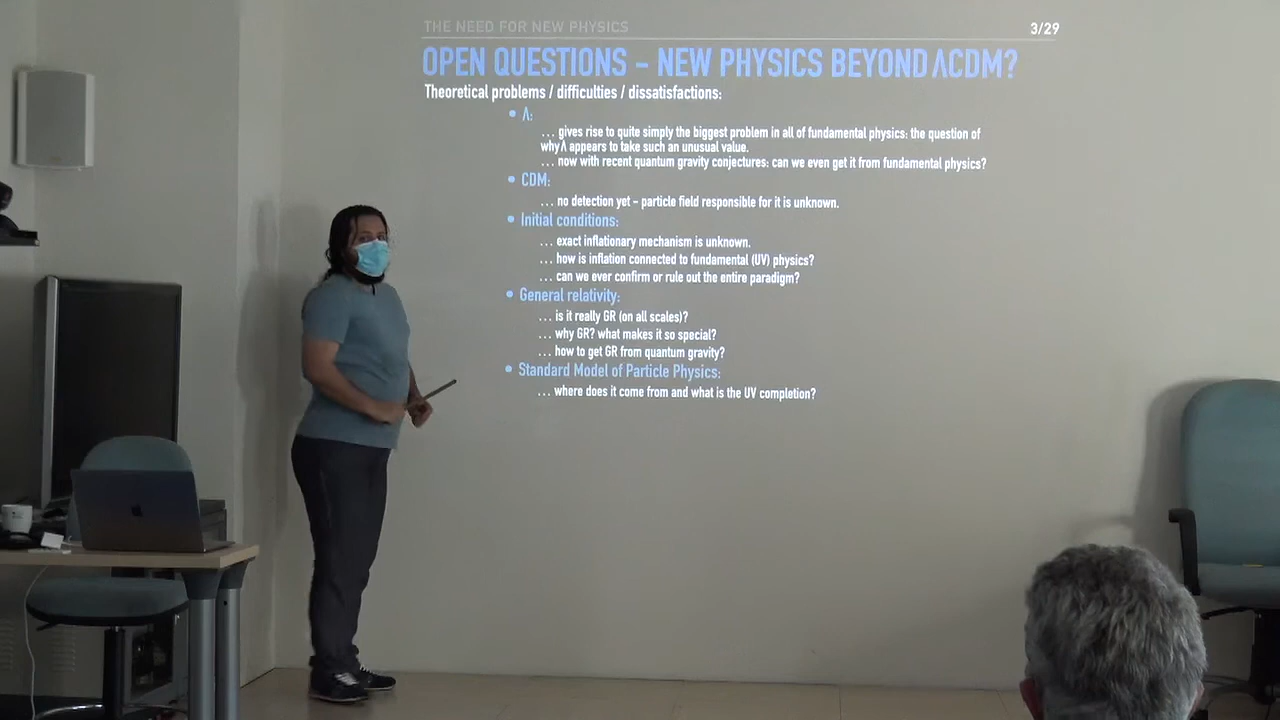 THE NEED FOR NEW PHYSICS
3/29
OPEN QUESTIONS – NEW PHYSICS BEYOND ΛCDM?
Theoretical problems / difficulties / dissatisfactions:
• Λ:
... gives rise to quite simply the biggest problem in all of fundamental physics: the question of
why Λ appears to take such an unusual value.
... now with recent quantum gravity conjectures: can we even get it from fundamental physics?
• CDM:
... no detection yet – particle field responsible for it is unknown.
• Initial conditions:
... exact inflationary mechanism is unknown.
... how is inflation connected to fundamental (UV) physics?
... can we ever confirm or rule out the entire paradigm?
• General relativity:
... is it really GR (on all scales)?
... why GR? what makes it so special?
... how to get GR from quantum gravity?
• Standard Model of Particle Physics:
... where does it come from and what is the UV completion?